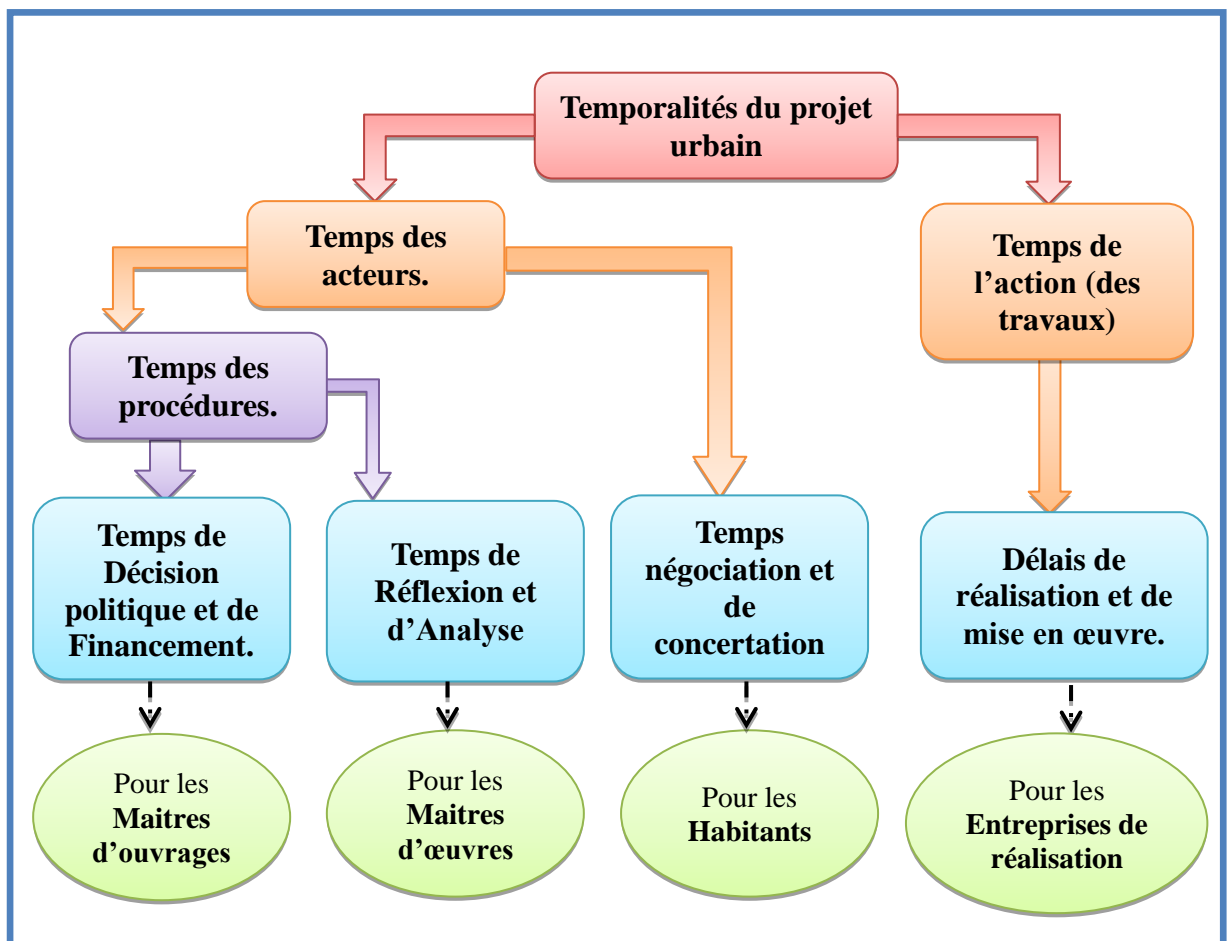 Temporalités du projet
urbain
Temps des
acteurs.
Temps de
l’action (des
travaux)
Temps des
procédures.
Temps de
Décision
politique et de
Financement.
Temps de
Réflexion et
d’Analyse
Temps
négociation et
de
concertation
Délais de
réalisation et de
mise en œuvre.
Pour les
Maitres
d’ouvrages
Pour les
Maitres
d’œuvres
Pour les
Habitants
Pour les
Entreprises de
réalisation